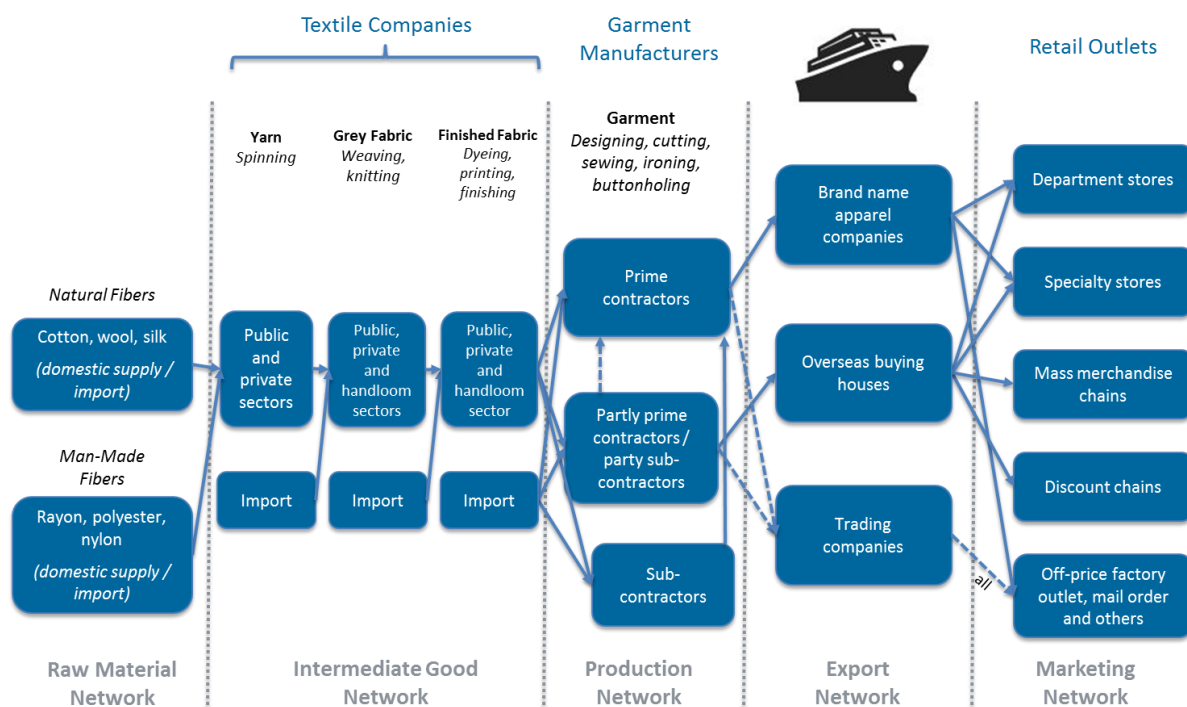 Textile Companies
Garment
Manufacturers
Retail Outlets
Yarn
Spinning
Grey Fabric
Weaving,
knitting
Finished Fabric
Dyeing,
printing,
finishing
Garment
Designing, cutting,
sewing, ironing,
buttonholing
Natural Fibers
Cotton, wool, silk
(domestic supply /
import)
Man-Made
Fibers
Rayon, polyester,
nylon
(domestic supply /
import)
Public
and
private
sectors
Import
Public,
private
and
handloom
sectors
Import
Public,
private
and
handloom
sector
Import
Prime
contractors
Partly prime
contractors /
party sub-
contractors
Sub-
contractors
Brand name
apparel
companies
Overseas buying
houses
Trading
companies
all
Department stores
Specialty stores
Mass merchandise
chains
Discount chains
Off-price factory
outlet, mail order
and others
Raw Material
Network
Intermediate Good
Network
Production
Network
Export
Network
Marketing
Network